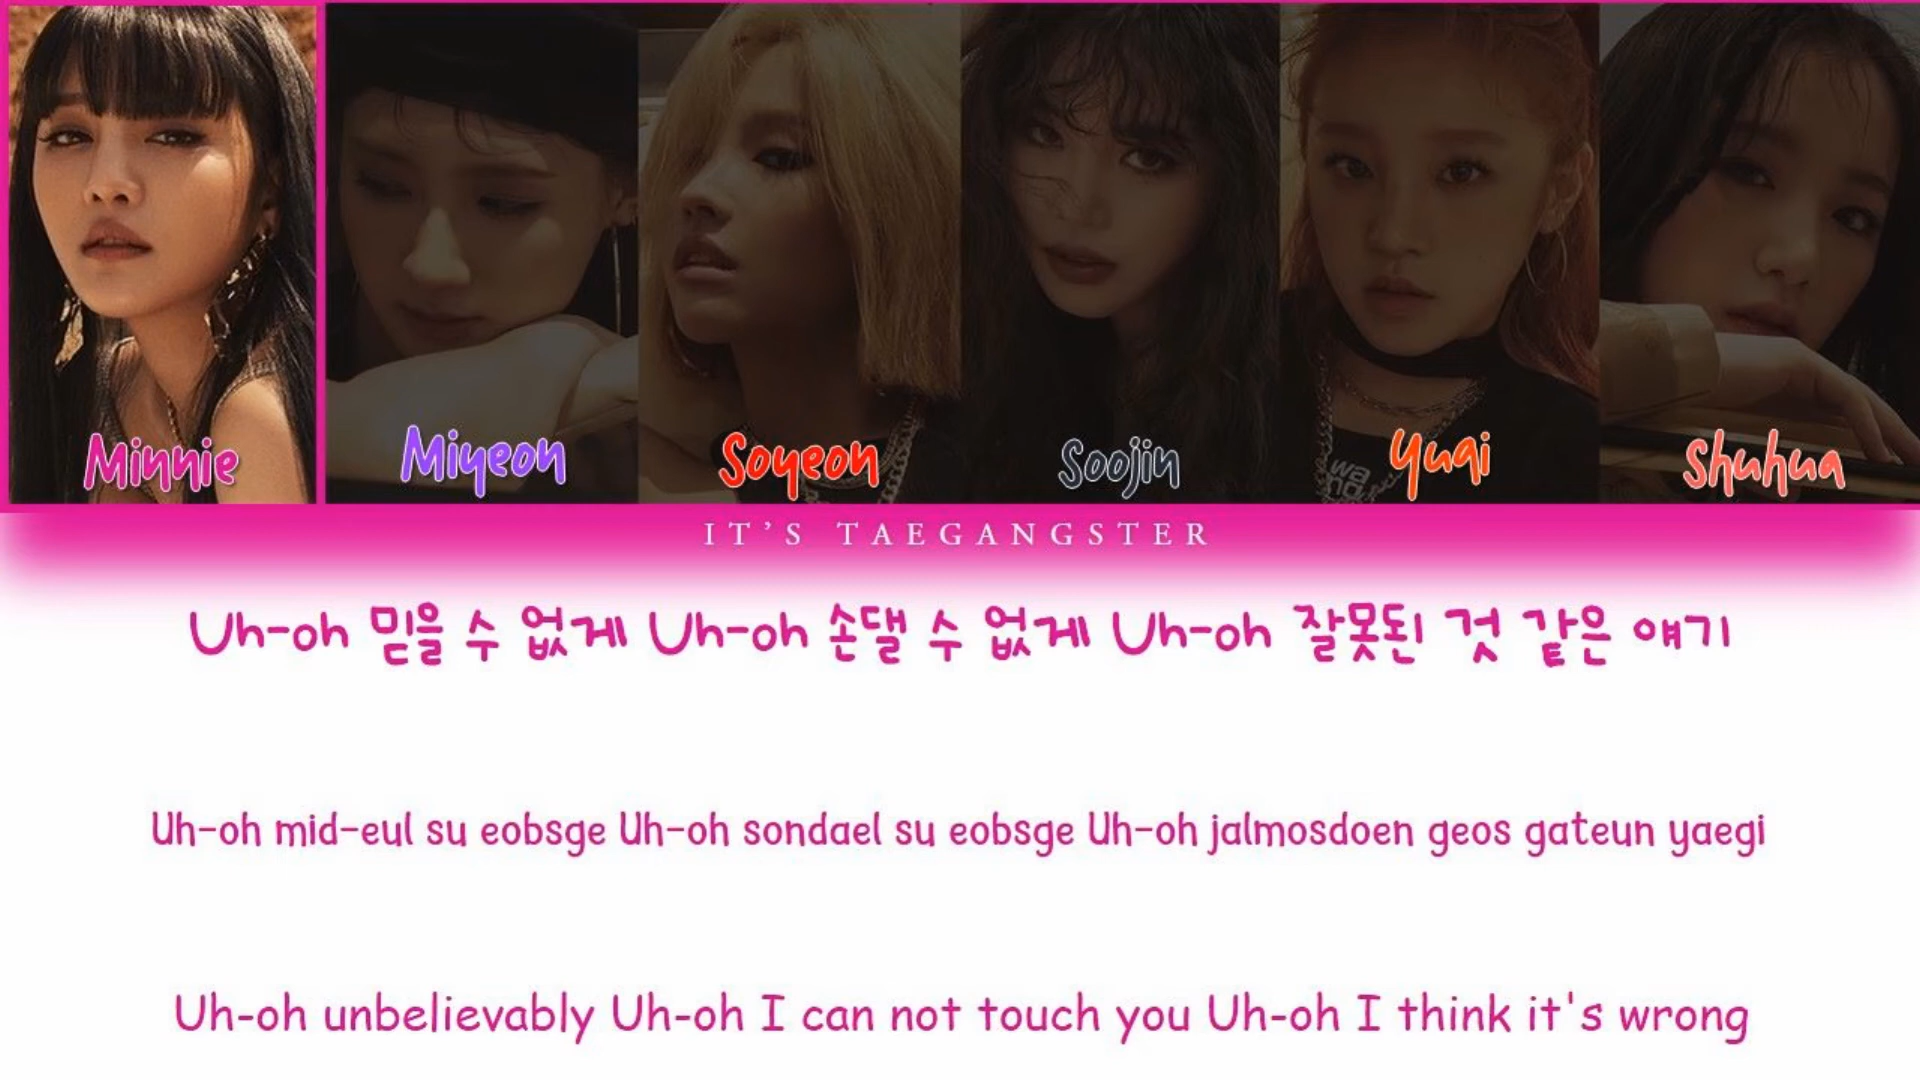 Minnie
Miyeon
Soyeon
Soojin
Yuqi
Shuhua
IT'S TAEGANGSTER
Uh-oh 믿을 수 없게 Uh-oh 손댈 수 없게 Uh-oh 잘못된 것 같은 얘기
Uh-oh mid-eul su eobsge Uh-oh sondael su eobsge Uh-oh jalmosdoen geos gateun yaegi
Uh-oh unbelievably Uh-oh I can not touch you Uh-oh I think it's wrong